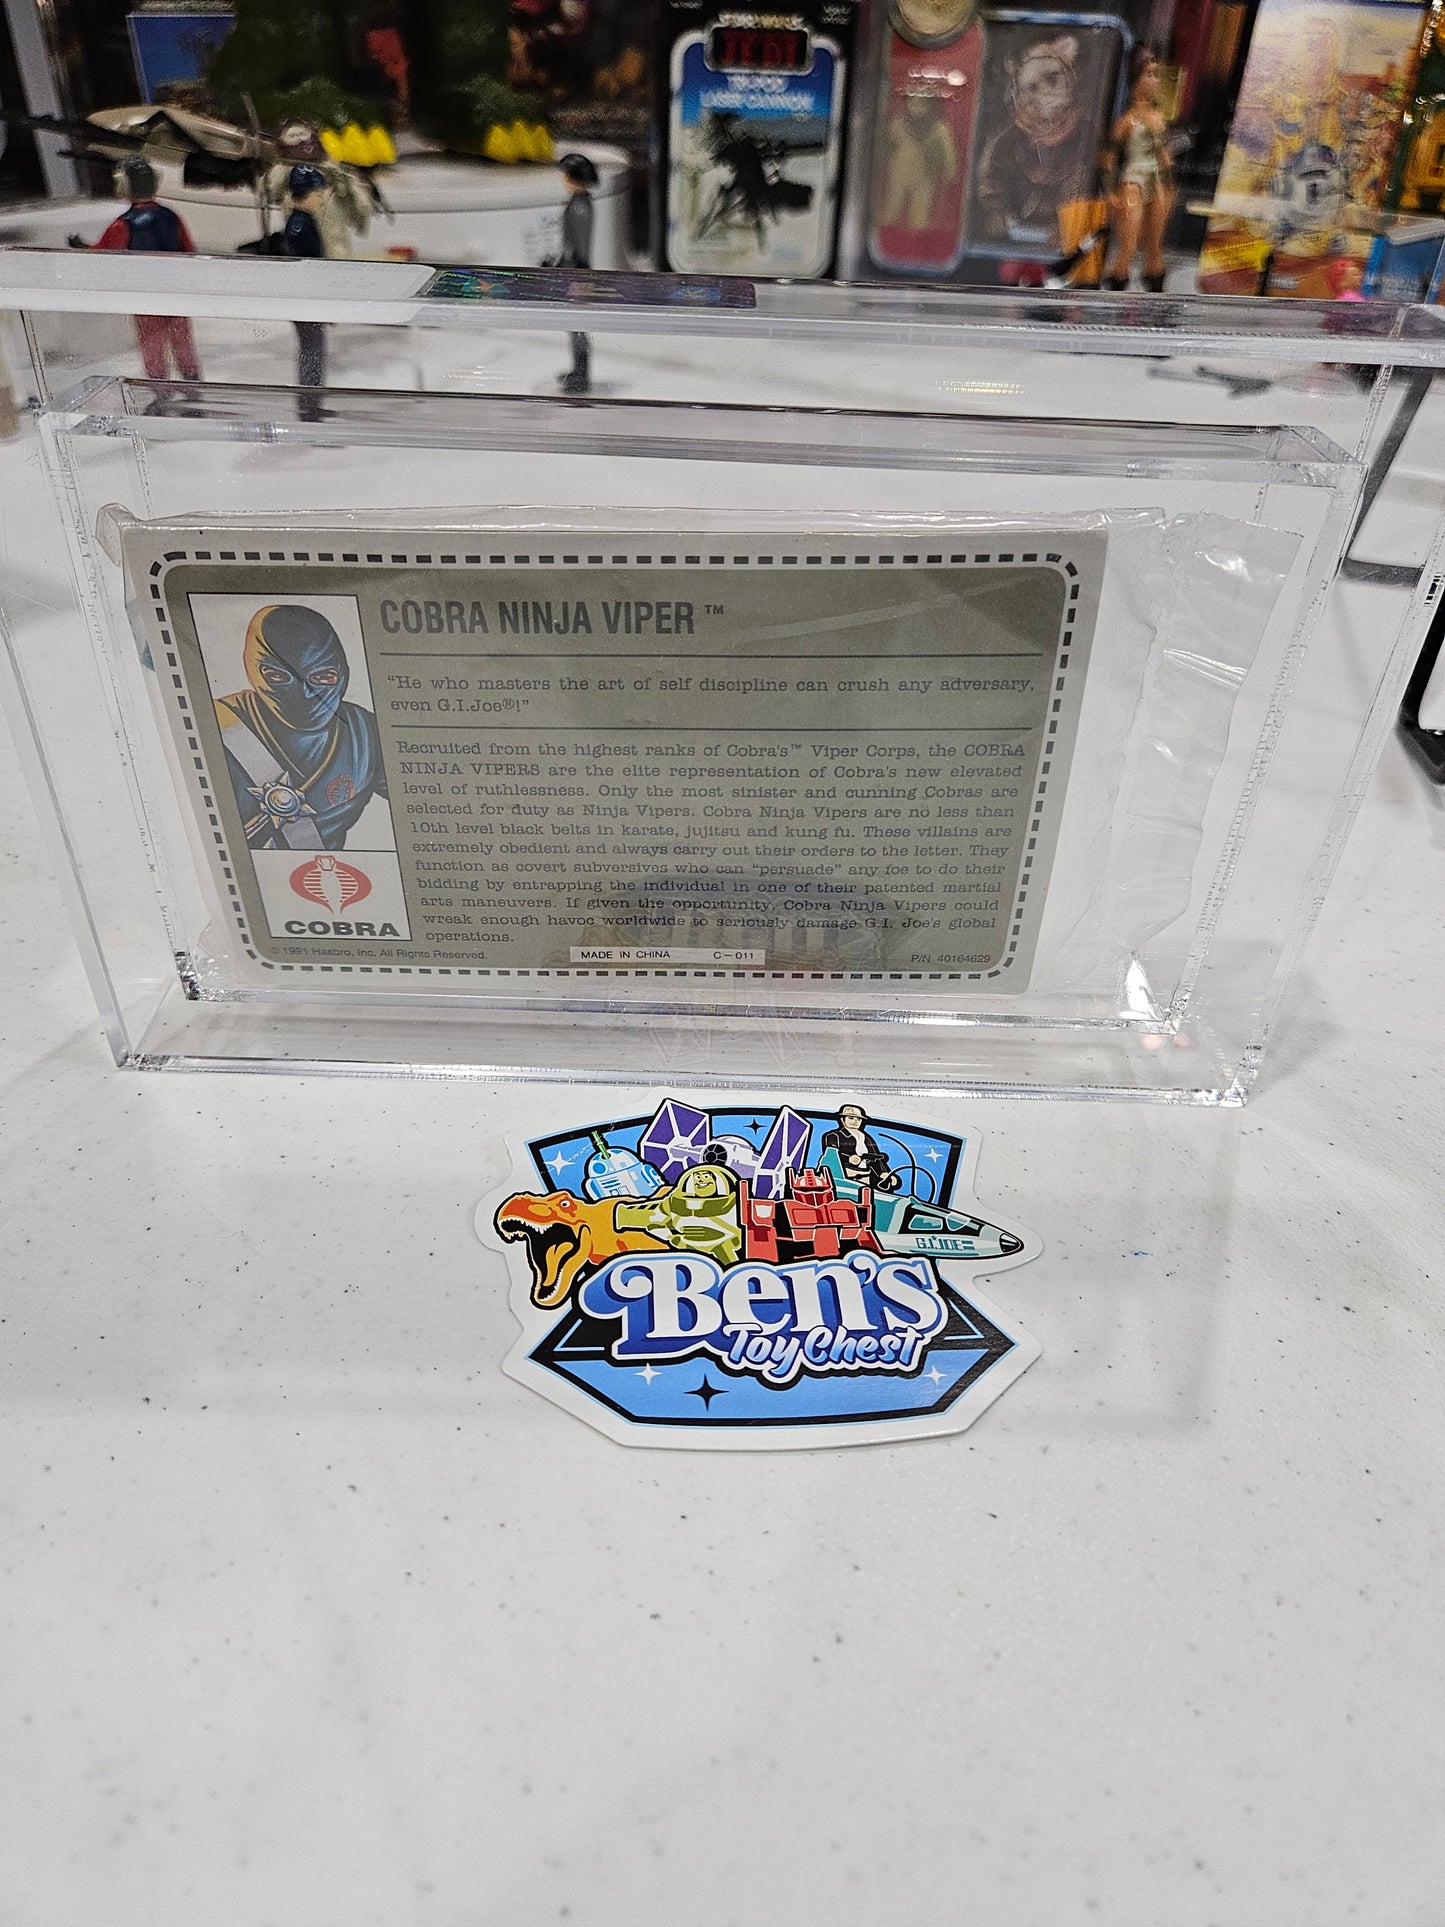 JEDI
COBRA NINJA VIPER ™
“He who masters the art of self discipline can crush any adversary,
even G.I.Joe®!”
Recruited from the highest ranks of Cobra's™ Viper Corps, the COBRA
NINJA VIPERS are the elite representation of Cobra's new elevated
level of ruthlessness. Only the most sinister and cunning Cobras are
selected for duty as Ninja Vipers. Cobra Ninja Vipers are no less than
10th level black belts in karate, jujitsu and kung fu. These villains are
extremely obedient and always carry out their orders to the letter. They
function as covert subversives who can “persuade” any foe to do their
bidding by entrapping the individual in one of their patented martial
arts maneuvers. If given the opportunity, Cobra Ninja Vipers could
wreak enough havoc worldwide to seriously damage G.I. Joe's global
operations.
COBRA
© 1991 Hasbro, Inc. All Rights Reserved.
MADE IN CHINA C-011
P/N 40164629
G.I.JOE
Ben's
Toy Chest